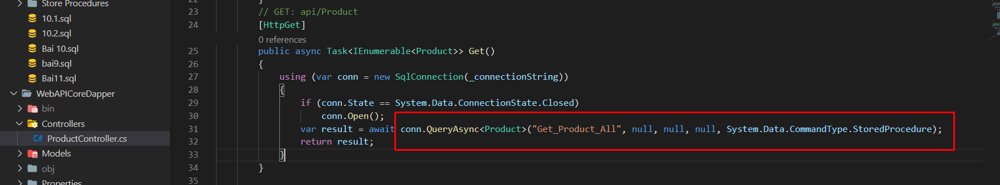 Store Procedures
10.1.sql
10.2.sql
Bai 10.sql
bai9.sql
Bai11.sql
WebAPICoreDapper
bin
Controllers
C# ProductController.cs
Models
obj
Properties
22 }
23 // GET: api/Product
24 [HttpGet]
0 references
25 public async Task<IEnumerable<Product>> Get()
26 {
27 using (var conn = new SqlConnection(_connectionString))
28 {
29 if (conn.State == System.Data.ConnectionState.Closed)
30 conn.Open();
31 var result = await conn.QueryAsync<Product>("Get_Product_All", null, null, null, System.Data.CommandType.StoredProcedure);
32 return result;
33 }
34 }
35